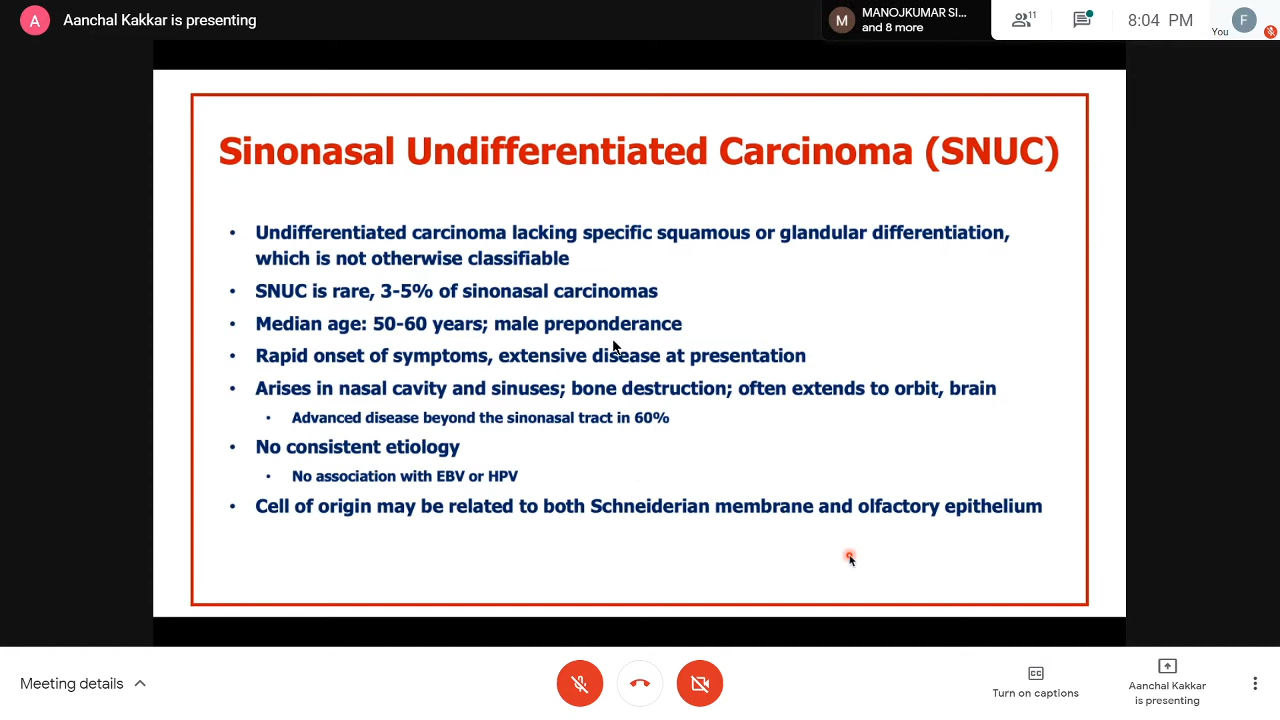 A
Aanchal Kakkar is presenting
M
MANOJKUMAR SI...
and 8 more
11
8:04 PM
You
F
Sinonasal Undifferentiated Carcinoma (SNUC)
• Undifferentiated carcinoma lacking specific squamous or glandular differentiation,
which is not otherwise classifiable
• SNUC is rare, 3-5% of sinonasal carcinomas
• Median age: 50-60 years; male preponderance
• Rapid onset of symptoms, extensive disease at presentation
• Arises in nasal cavity and sinuses; bone destruction; often extends to orbit, brain
• Advanced disease beyond the sinonasal tract in 60%
• No consistent etiology
• No association with EBV or HPV
• Cell of origin may be related to both Schneiderian membrane and olfactory epithelium
Meeting details
CC
Turn on captions
Aanchal Kakkar
is presenting